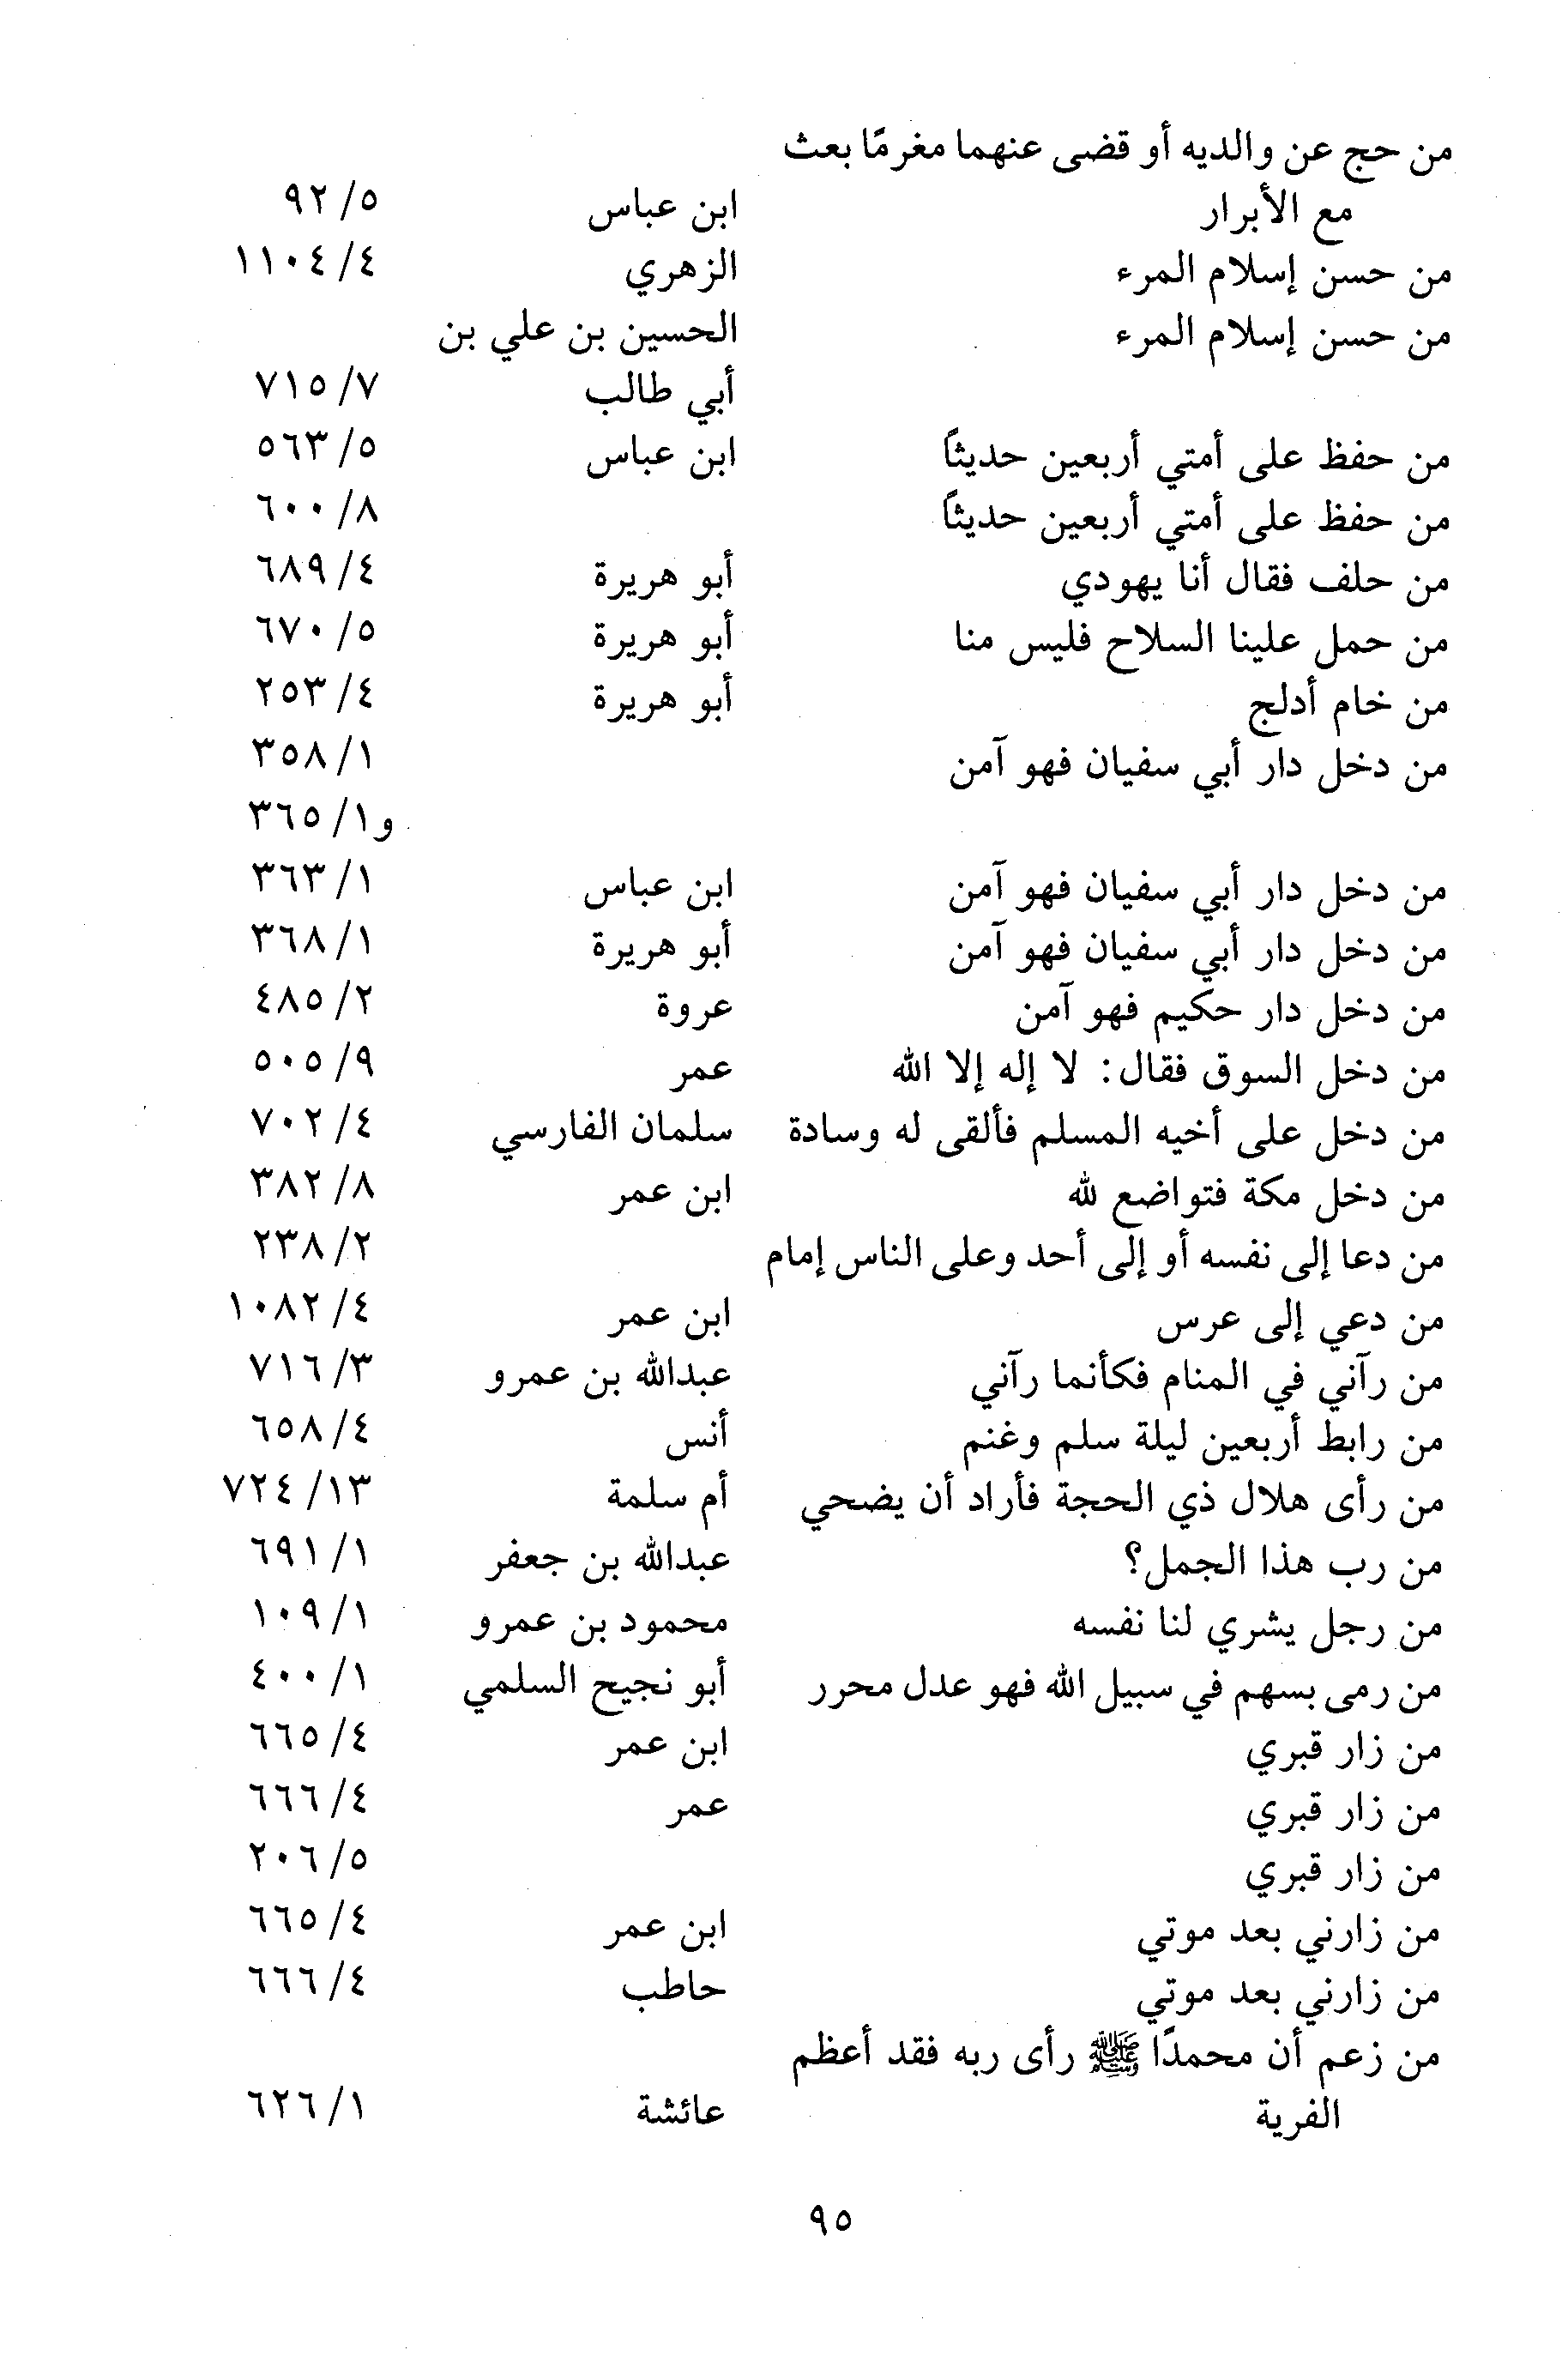 من حج عن والديه أو قضى عنهما مغرمًا بعث
مع الأبرار ابن عباس ٥/ ٩٢
من حسن إسلام المرء الزهري ٤/ ١١٠٤
من حسن إسلام المرء الحسين بن علي بن
أبي طالب ٧/ ٧١٥
من حفظ على أمتي أربعين حديثاً ابن عباس ٥/ ٥٦٣
من حفظ على أمتي أربعين حديثاً ٨/ ٦٠٠
من حلف فقال أنا يهودي أبو هريرة ٤/ ٦٨٩
من حمل علينا السلاح فليس منا أبو هريرة ٥/ ٦٧٠
من خام أدلج أبو هريرة ٤/ ٢٥٣
من دخل دار أبي سفيان فهو آمن ١/ ٣٥٨
و١/ ٣٦٥
من دخل دار أبي سفيان فهو آمن ابن عباس ١/ ٣٦٣
من دخل دار أبي سفيان فهو آمن أبو هريرة ١/ ٣٦٨
من دخل دار حكيم فهو آمن عروة ٢/ ٤٨٥
من دخل السوق فقال: لا إله إلا الله عمر ٩/ ٥٠٥
من دخل على أخيه المسلم فألقى له وسادة سلمان الفارسي ٤/ ٧٠٢
من دخل مكة فتواضع لله ابن عمر ٨/ ٣٨٢
من دعا إلى نفسه أو إلى أحد وعلى الناس إمام ٢/ ٢٣٨
من دعي إلى عرس ابن عمر ٤/ ١٠٨٢
من رآني في المنام فكأنما رآني عبدالله بن عمرو ٣/ ٧١٦
من رابط أربعين ليلة سلم وغنم أنس ٤/ ٦٥٨
من رأى هلال ذي الحجة فأراد أن يضحي أم سلمة ١٣/ ٧٢٤
من رب هذا الجمل؟ عبدالله بن جعفر ١/ ٦٩١
من رجل يشري لنا نفسه محمود بن عمرو ١/ ١٠٩
من رمى بسهم في سبيل الله فهو عدل محرر أبو نجيح السلمي ١/ ٤٠٠
من زار قبري ابن عمر ٤/ ٦٦٥
من زار قبري عمر ٤/ ٦٦٦
من زار قبري ٥/ ٢٠٦
من زارني بعد موتي ابن عمر ٤/ ٦٦٥
من زارني بعد موتي حاطب ٤/ ٦٦٦
من زعم أن محمدًا ﷺ رأى ربه فقد أعظم
الفرية عائشة ١/ ٦٢٦
٩٥